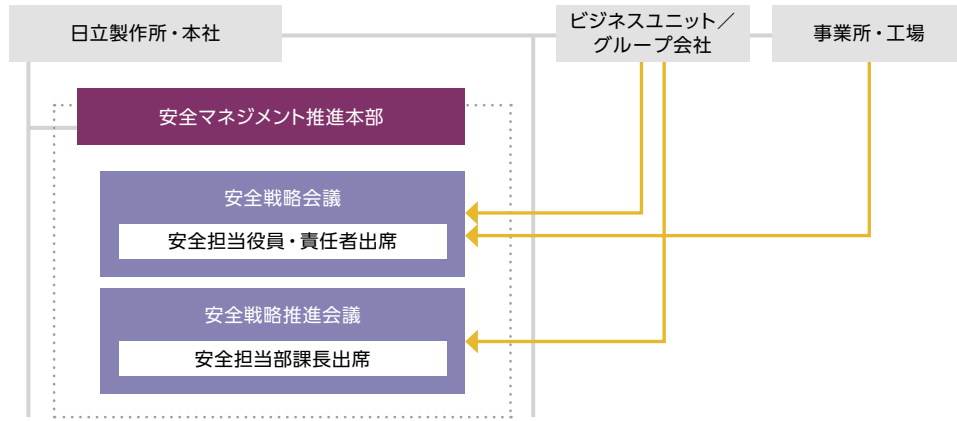 日立製作所・本社
ビジネスユニット／
グループ会社
事業所・工場
安全マネジメント推進本部
安全戦略会議
安全担当役員・責任者出席
安全戦略推進会議
安全担当部課長出席